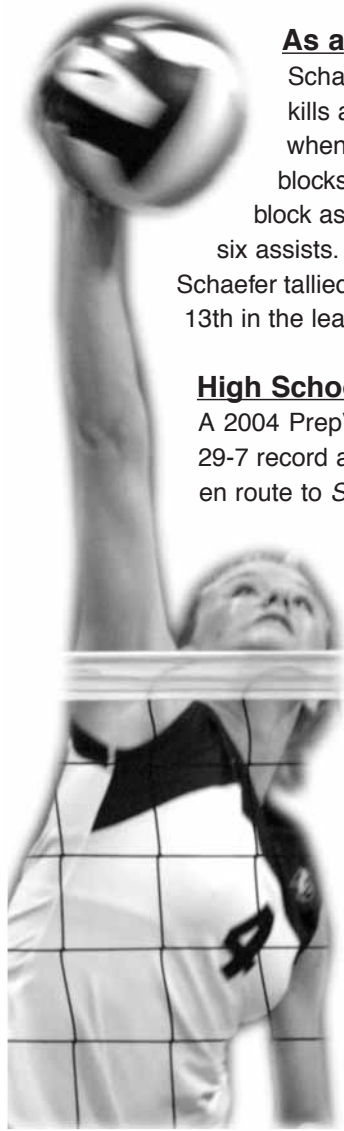 As a
Scha
kills a
when
blocks
block as
six assists.
Schaefer tallied
13th in the lea
High Schoo
A 2004 Prep
29-7 record a
en route to S
4